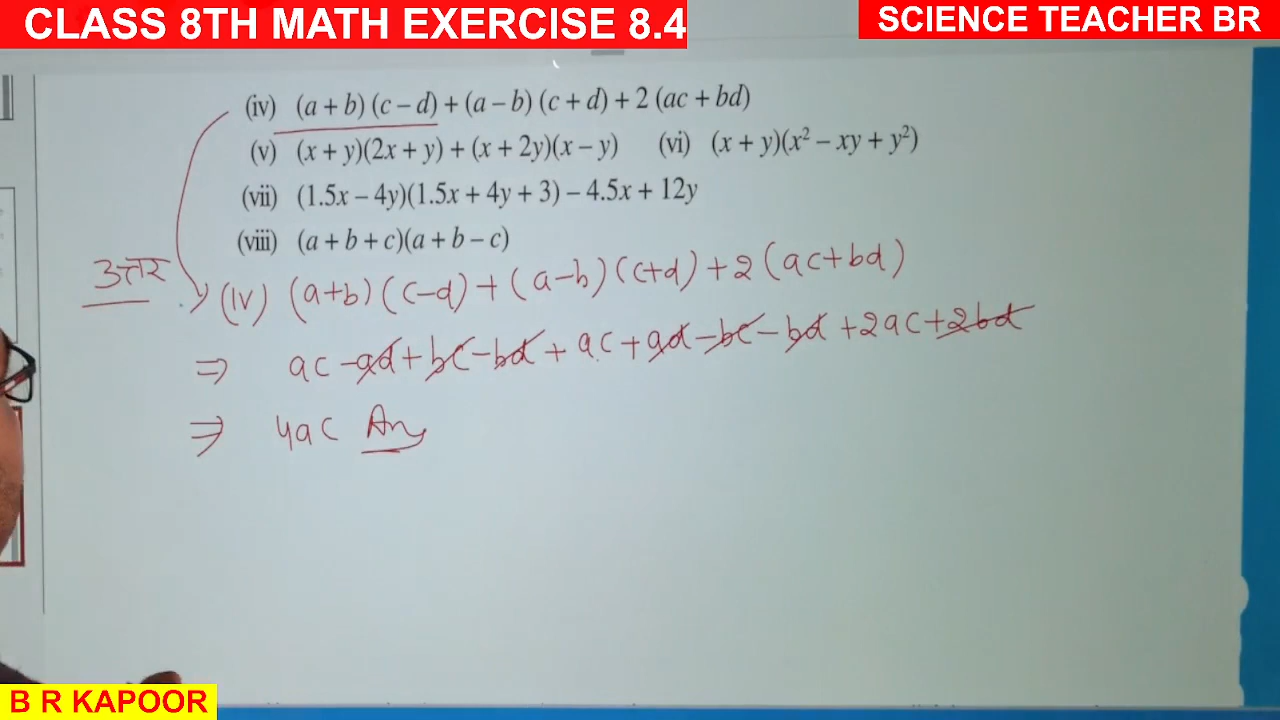 CLASS 8TH MATH EXERCISE 8.4
SCIENCE TEACHER BR
(iv) (a + b) (c – d) + (a – b) (c + d) + 2 (ac + bd)
(v) (x + y)(2x + y) + (x + 2y)(x – y) (vi) (x + y)(x² – xy + y²)
(vii) (1.5x – 4y)(1.5x + 4y + 3) – 4.5x + 12y
(viii) (a + b + c)(a + b – c)
उत्तर (iv) (a+b) (c-d) + (a-b) (c+d) + 2 (ac+bd)
⇒ ac - ad + bc - bd + ac + ad - bc - bd + 2ac + 2bd
⇒ 4ac Ans
B R KAPOOR